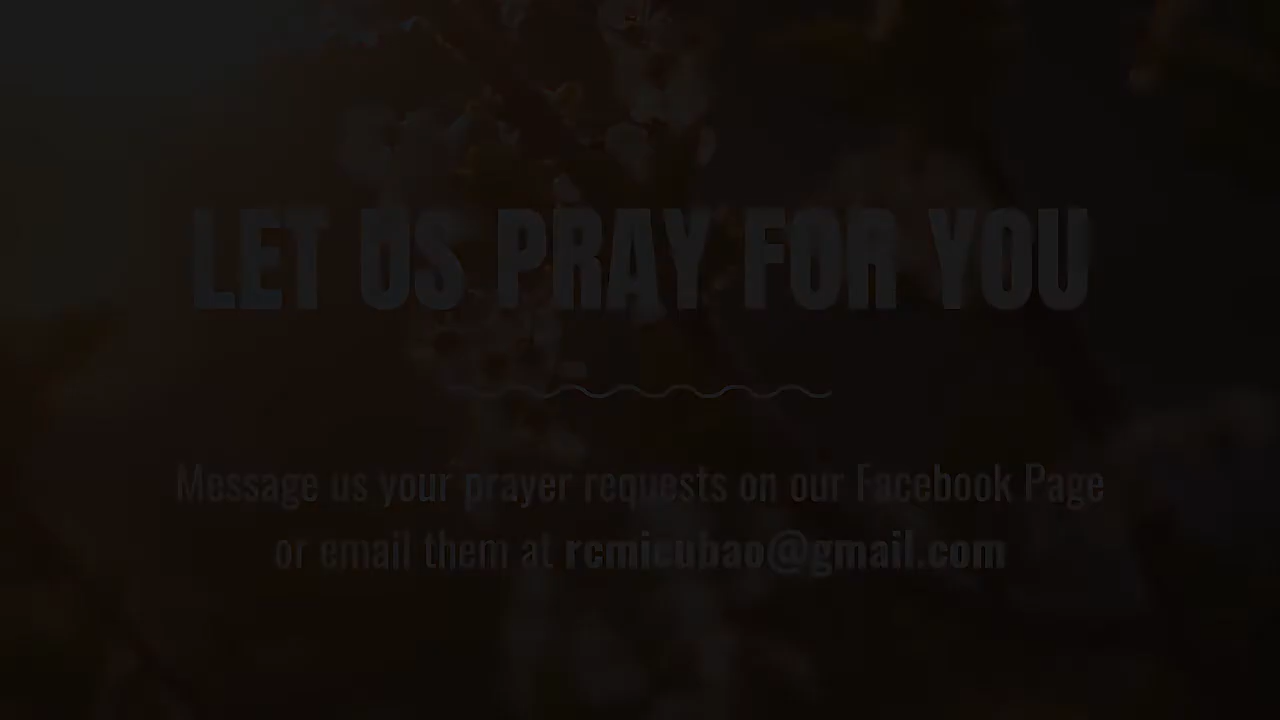 LET US PRAY FOR YOU
Message us your prayer requests on our Facebook Page
or email them at rcmicubao@gmail.com